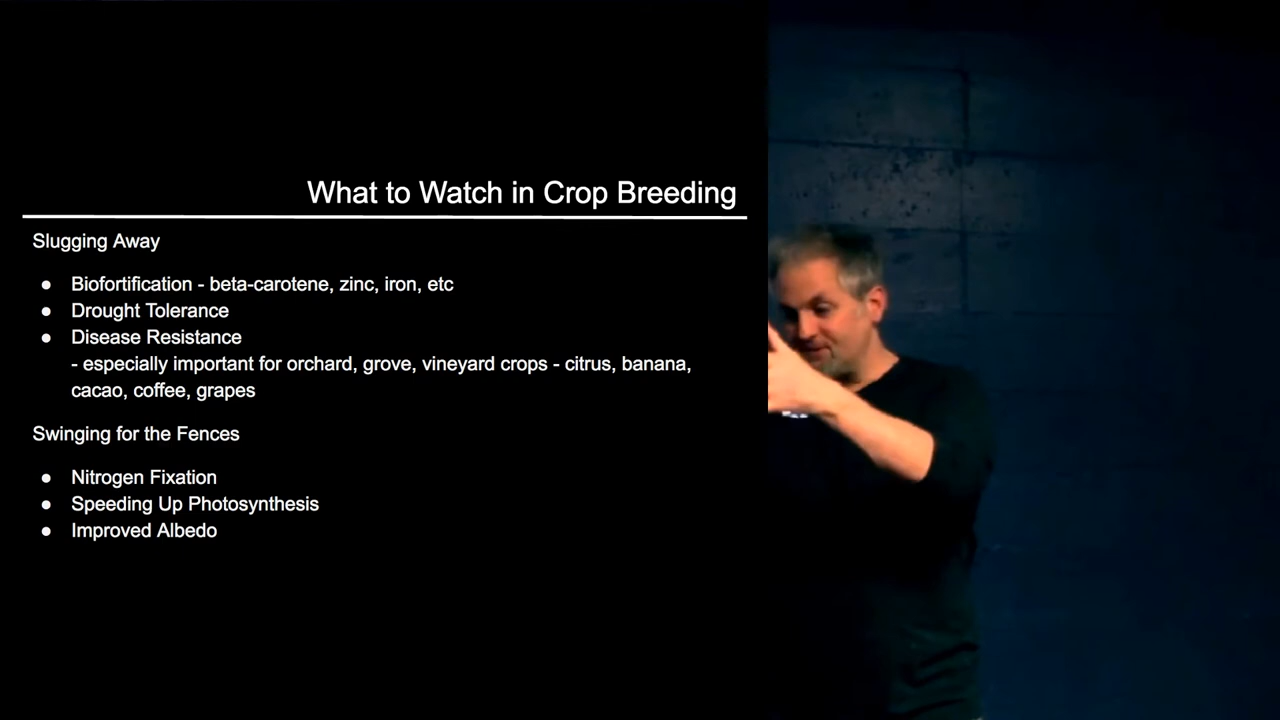 What to Watch in Crop Breeding
Slugging Away
● Biofortification - beta-carotene, zinc, iron, etc
● Drought Tolerance
● Disease Resistance
- especially important for orchard, grove, vineyard crops - citrus, banana,
cacao, coffee, grapes
Swinging for the Fences
● Nitrogen Fixation
● Speeding Up Photosynthesis
● Improved Albedo